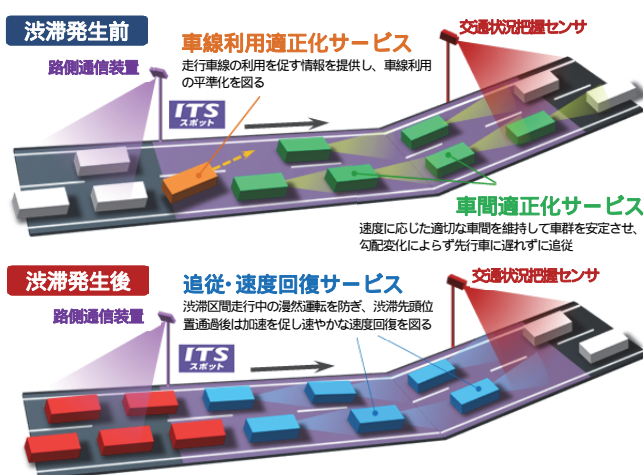 渋滞発生前
車線利用適正化サービス
走行車線の利用を促す情報を提供し、車線利用
の平準化を図る
交通状況把握センサ
路側通信装置
ITS
スポット
車間適正化サービス
速度に応じた適切な車間を維持して車群を安定させ、
勾配変化によらず先行車に遅れずに追従
渋滞発生後
追従・速度回復サービス
渋滞区間走行中の漫然運転を防ぎ、渋滞先頭位
置通過後は加速を促し速やかな速度回復を図る
交通状況把握センサ
路側通信装置
ITS
スポット